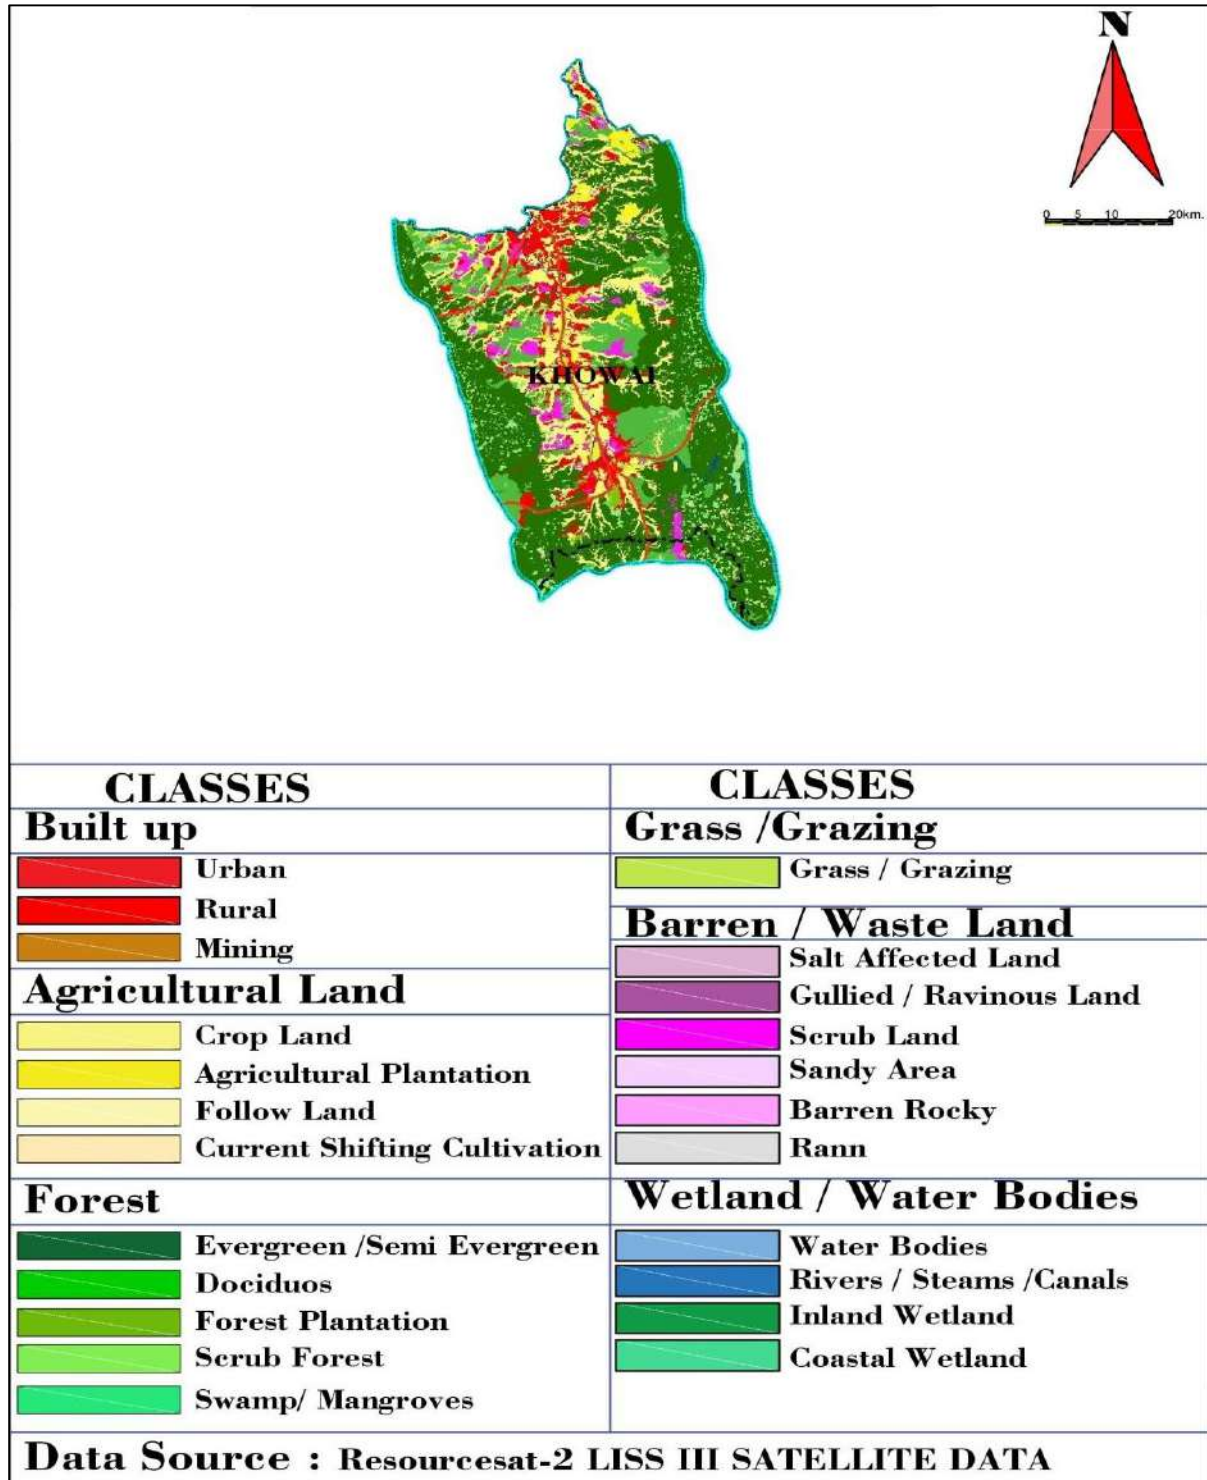 N
0 5 10 20km.
KHOWAI
CLASSES
Built up
Urban
Rural
Mining
Agricultural Land
Crop Land
Agricultural Plantation
Follow Land
Current Shifting Cultivation
Forest
Evergreen /Semi Evergreen
Dociduos
Forest Plantation
Scrub Forest
Swamp/ Mangroves
CLASSES
Grass /Grazing
Grass / Grazing
Barren / Waste Land
Salt Affected Land
Gullied / Ravinous Land
Scrub Land
Sandy Area
Barren Rocky
Rann
Wetland / Water Bodies
Water Bodies
Rivers / Steams /Canals
Inland Wetland
Coastal Wetland
Data Source : Resourcesat-2 LISS III SATELLITE DATA